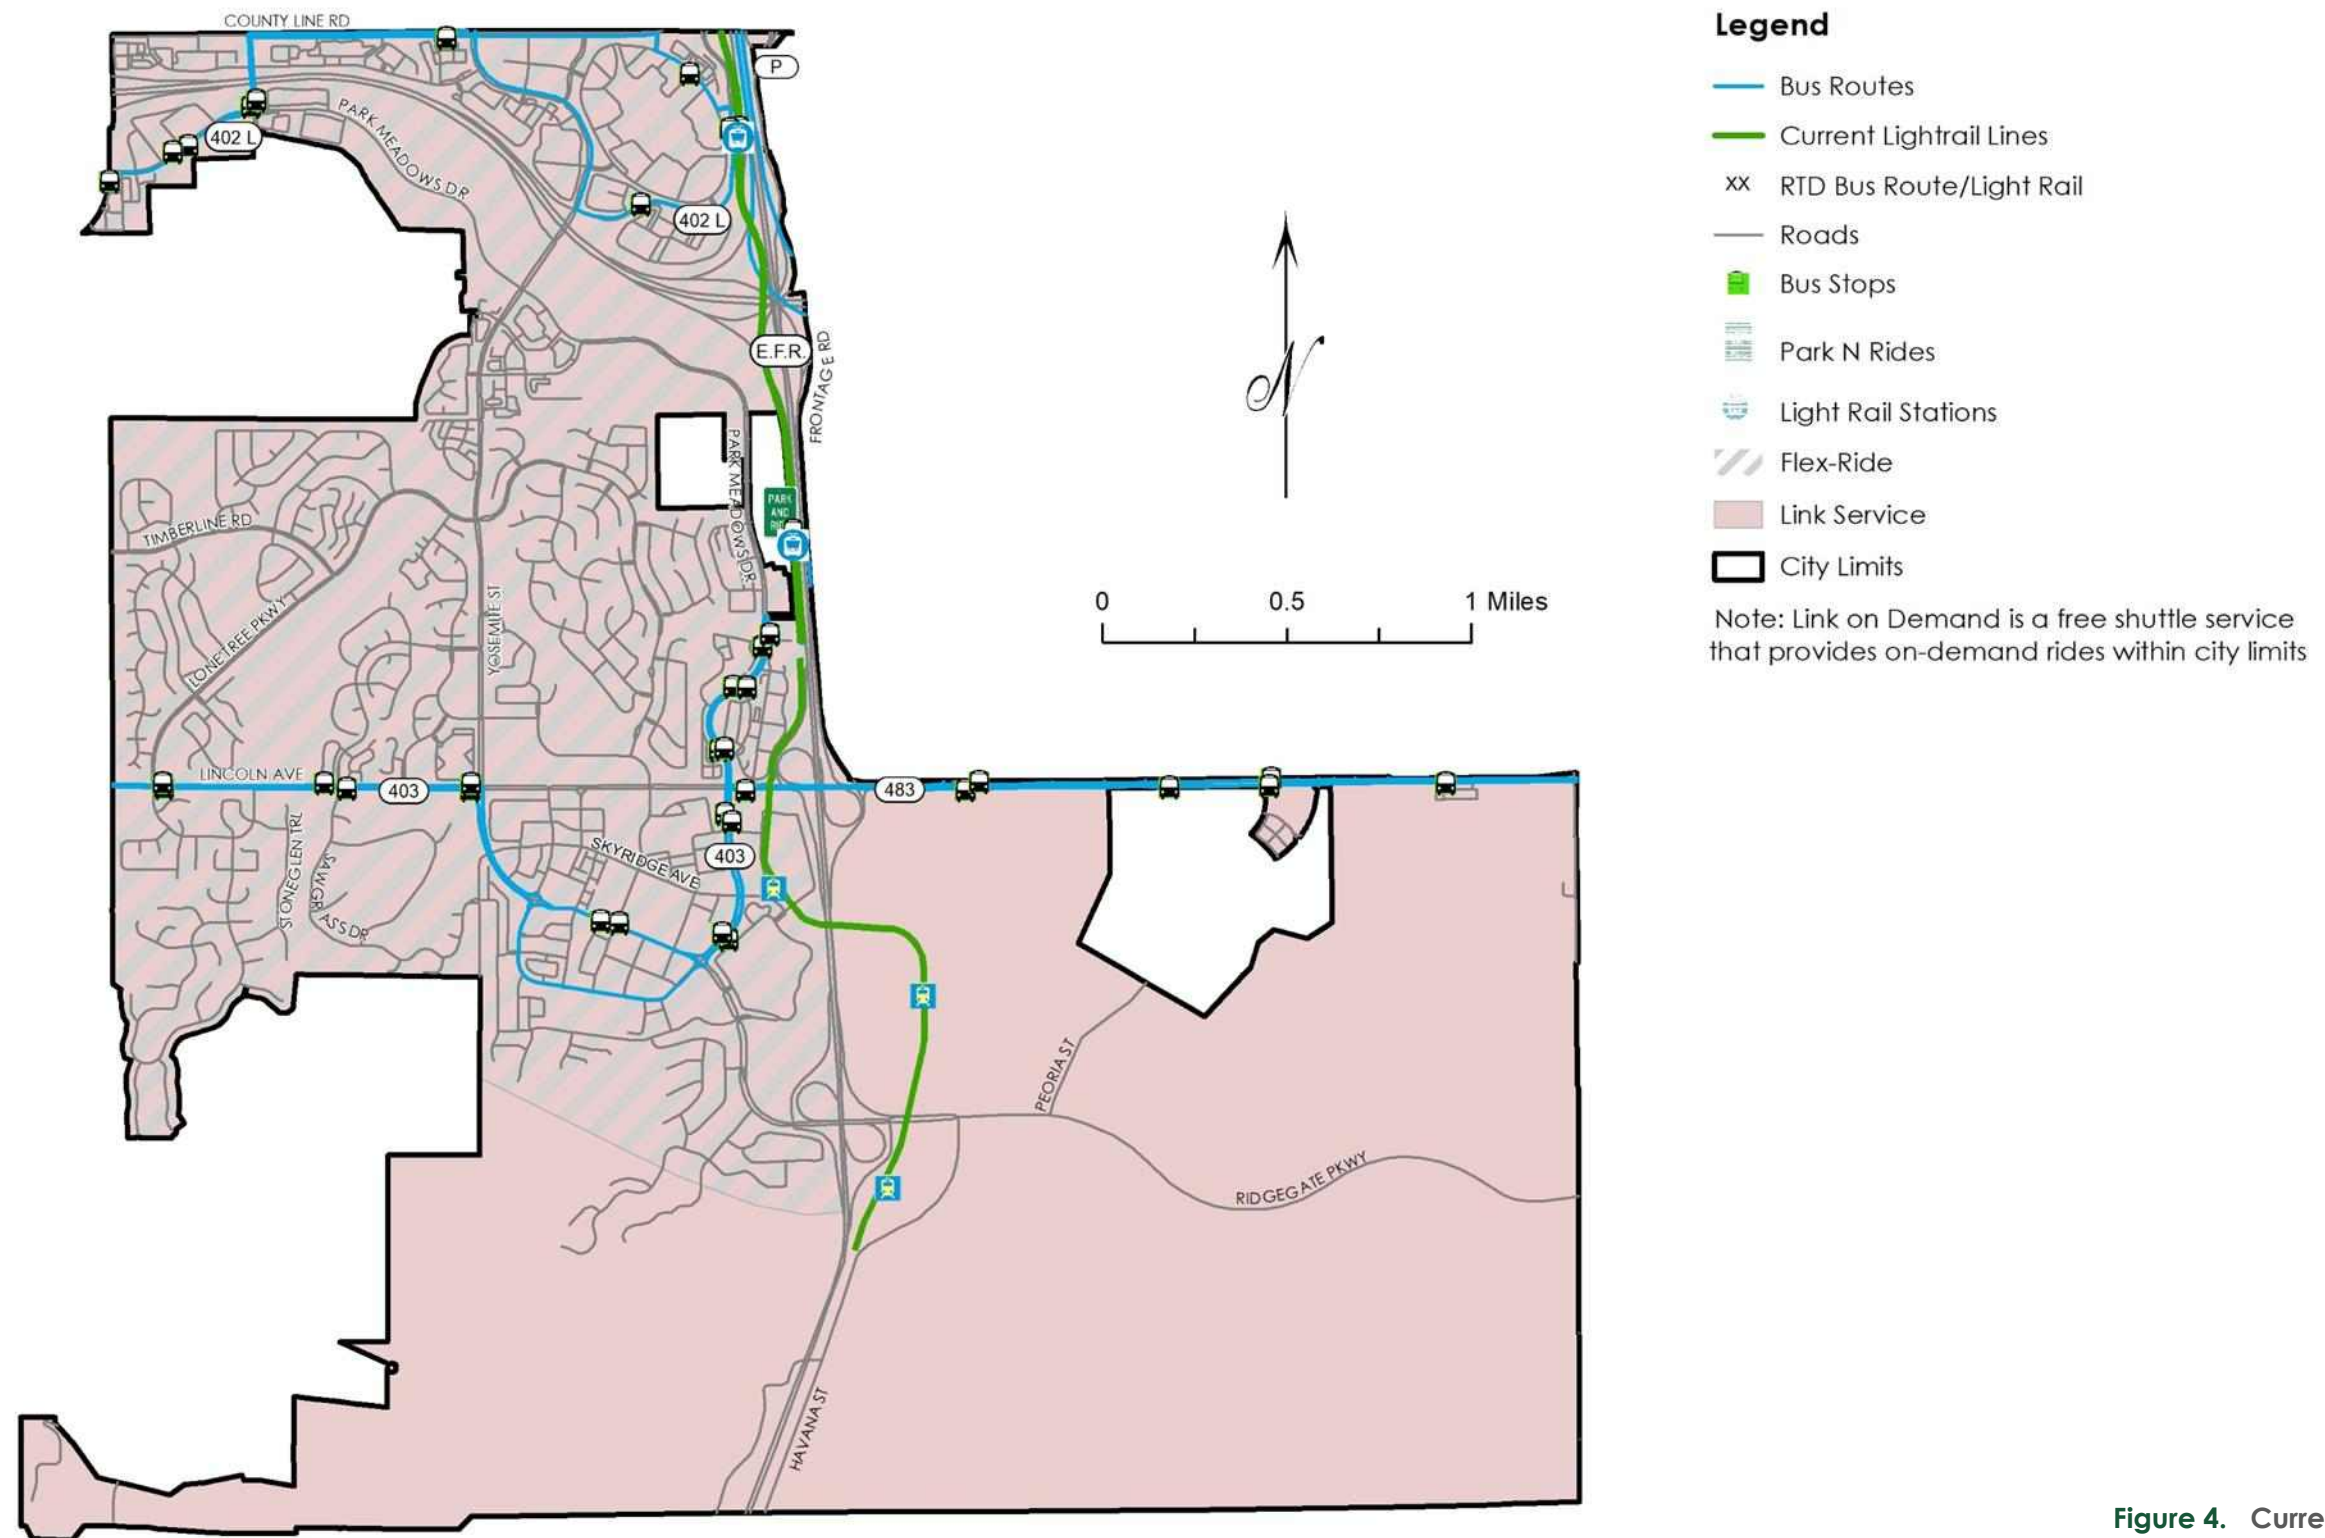 COUNTY LINE RD
P
402 L
PARK MEADOWS DR
402 L
E.F.R.
FRONTAGE RD
PARK MEADOWS DR
PARK
AND
TIMBERLINE RD
LONETREE PKWY
YOSEMITE ST
LINCOLN AVE
403
483
STONEGLEN TRL
SAWGRASS DR
SKYRIDGE AVE
403
PEORIA ST
RIDGEGATE PKWY
HAVANA ST
N
0 0.5 1 Miles
Legend
Bus Routes
Current Lightrail Lines
XX RTD Bus Route/Light Rail
Roads
Bus Stops
Park N Rides
Light Rail Stations
Flex-Ride
Link Service
City Limits
Note: Link on Demand is a free shuttle service
that provides on-demand rides within city limits
Figure 4. Curre